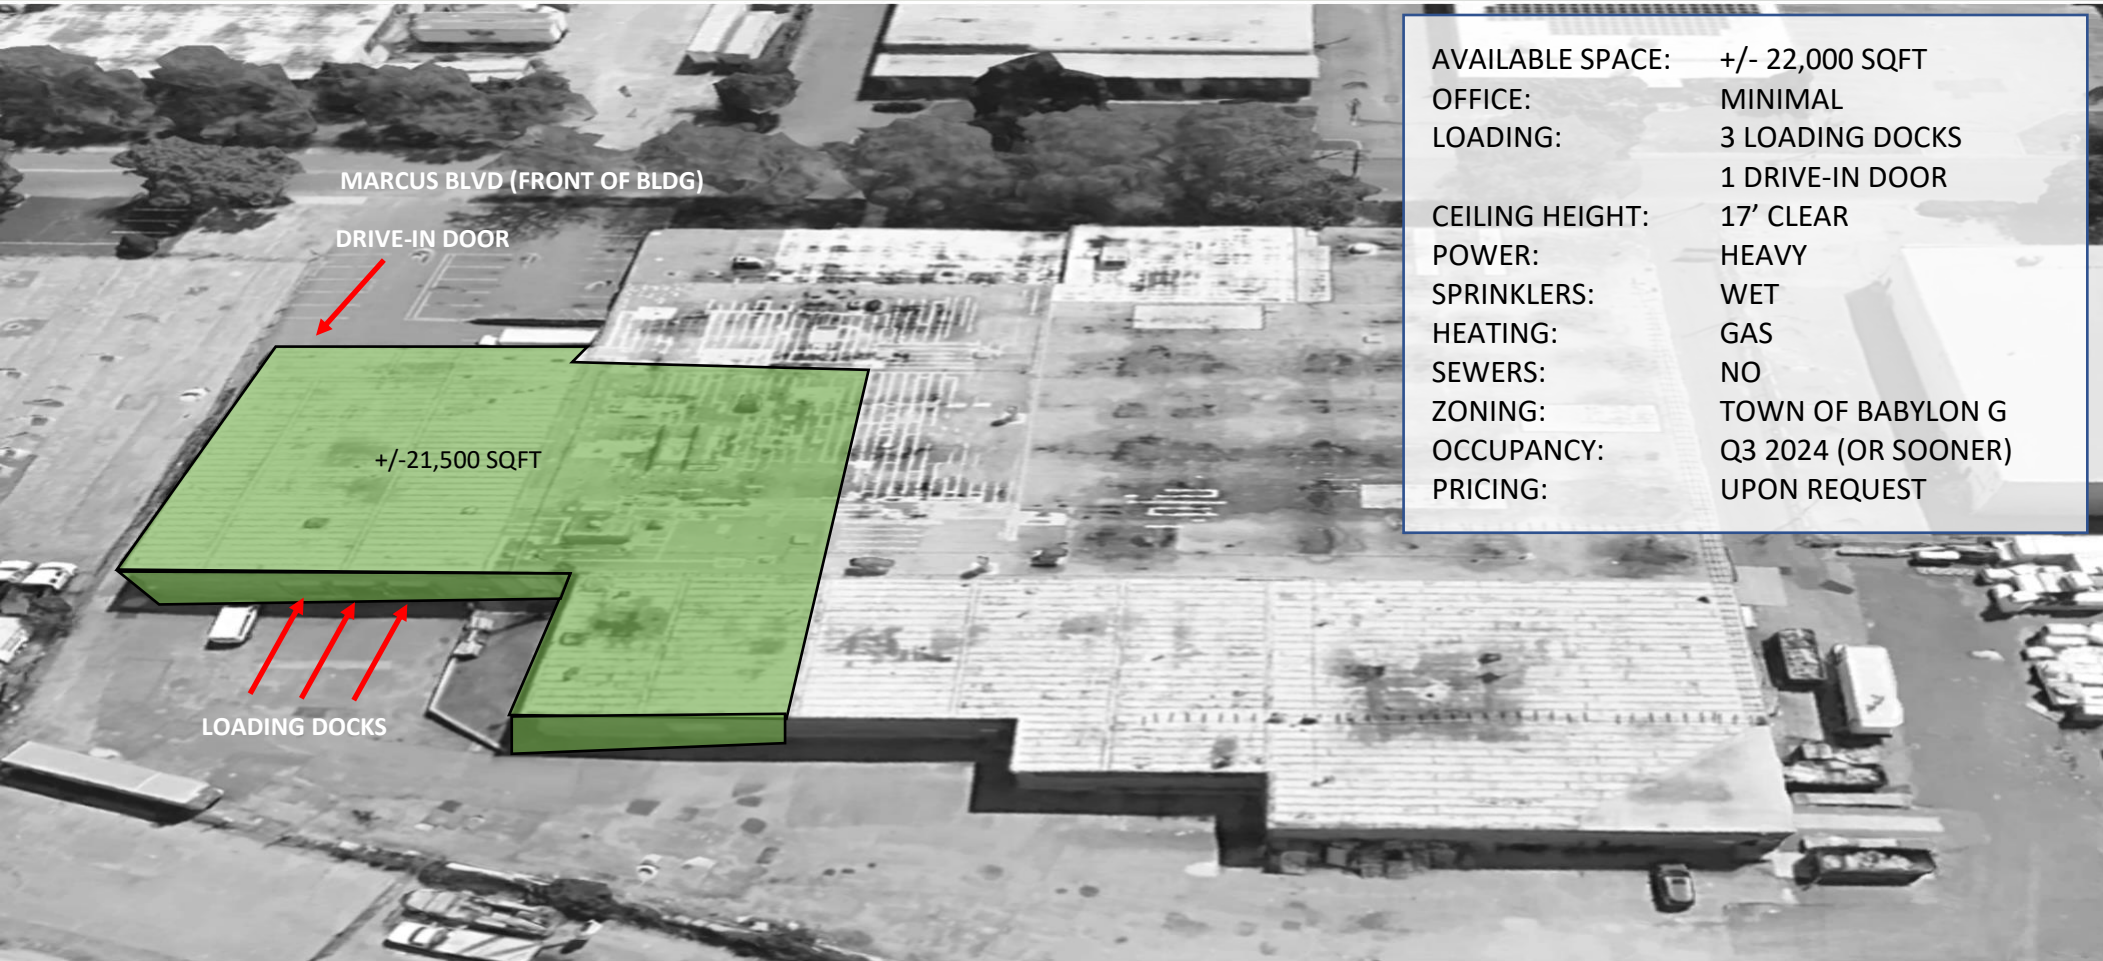 AVAILABLE SPACE: +/- 22,000 SQFT
OFFICE: MINIMAL
LOADING: 3 LOADING DOCKS
1 DRIVE-IN DOOR
CEILING HEIGHT: 17’ CLEAR
POWER: HEAVY
SPRINKLERS: WET
HEATING: GAS
SEWERS: NO
ZONING: TOWN OF BABYLON G
OCCUPANCY: Q3 2024 (OR SOONER)
PRICING: UPON REQUEST
MARCUS BLVD (FRONT OF BLDG)
DRIVE-IN DOOR
+/-21,500 SQFT
LOADING DOCKS